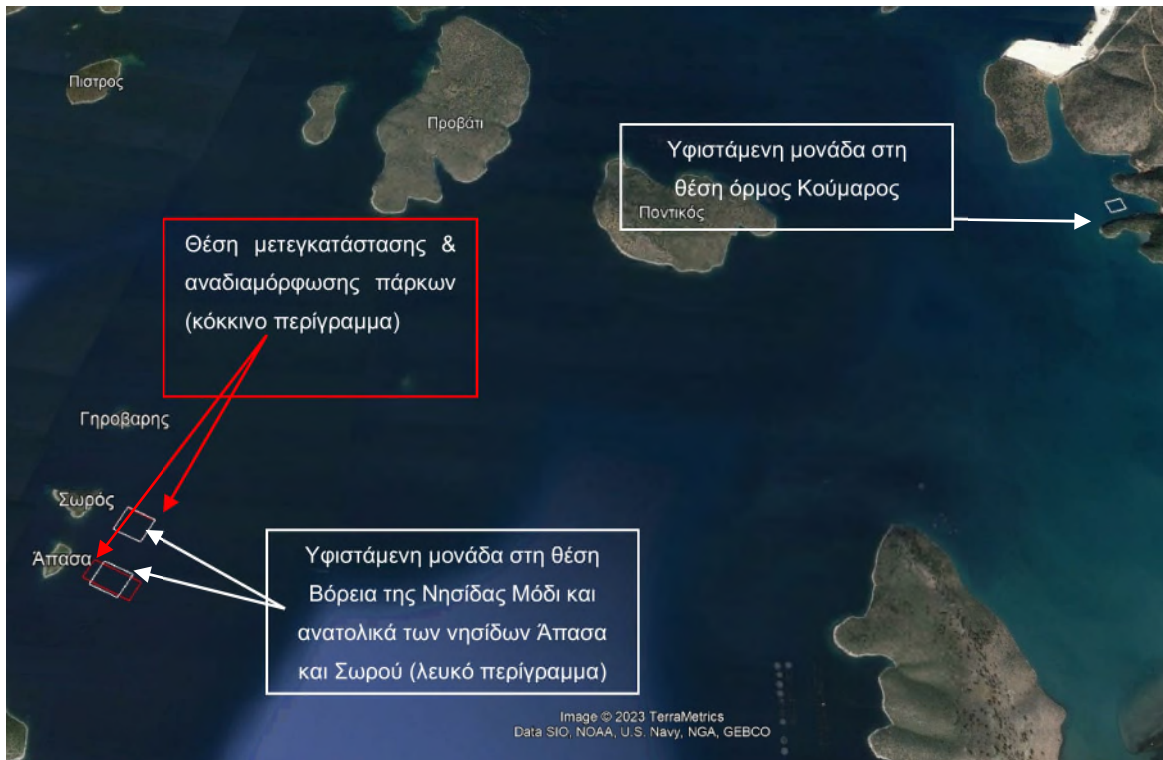 Πιστρος
Προβάτι
Υφιστάμενη μονάδα στη
θέση όρμος Κούμαρος
Ποντικός
Θέση μετεγκατάστασης &
αναδιαμόρφωσης πάρκων
(κόκκινο περίγραμμα)
Γηροβαρης
Σωρός
Άπασα
Υφιστάμενη μονάδα στη θέση
Βόρεια της Νησίδας Μόδι και
ανατολικά των νησίδων Άπασα
και Σωρού (λευκό περίγραμμα)
Image © 2023 TerraMetrics
Data SIO, NOAA, U.S. Navy, NGA, GEBCO